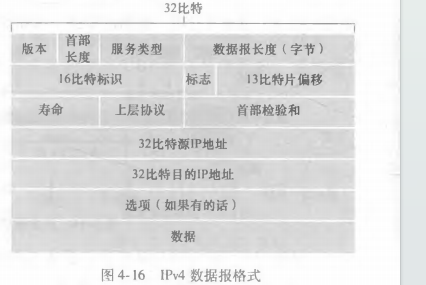 32比特
版本 首部长度 服务类型 数据报长度（字节）
16比特标识 标志 13比特片偏移
寿命 上层协议 首部检验和
32比特源IP地址
32比特目的IP地址
选项（如果有的话）
数据
图 4-16 IPv4 数据报格式